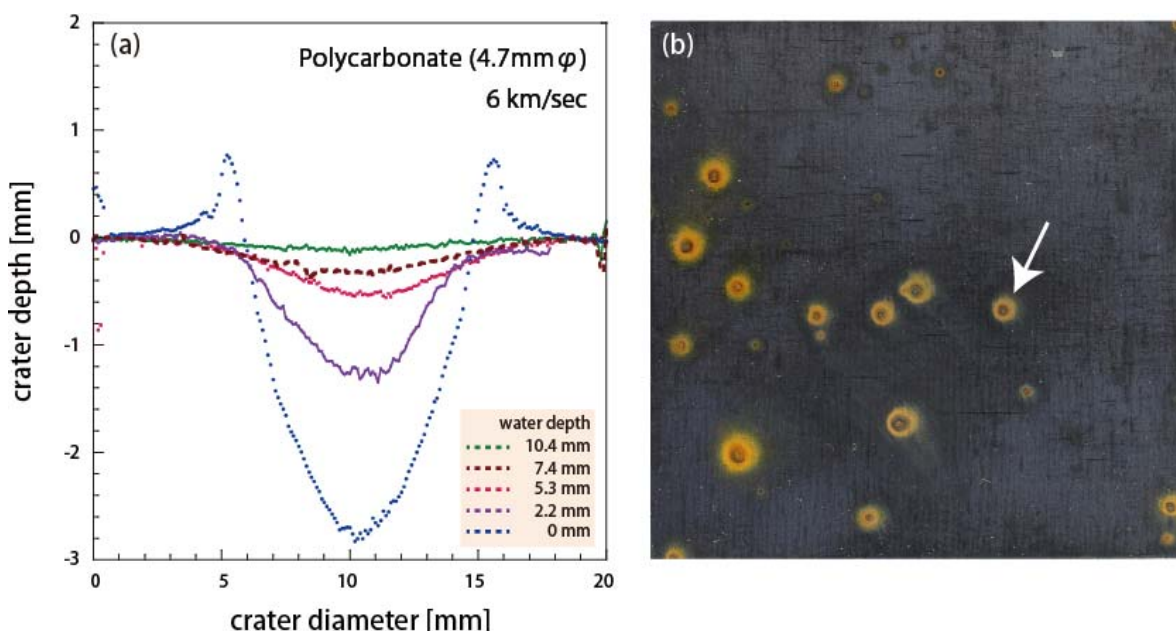 (a)
Polycarbonate (4.7mm φ)
6 km/sec
2
1
0
-1
-2
-3
crater depth [mm]
water depth
10.4 mm
7.4 mm
5.3 mm
2.2 mm
0 mm
0
5
10
15
20
crater diameter [mm]
(b)